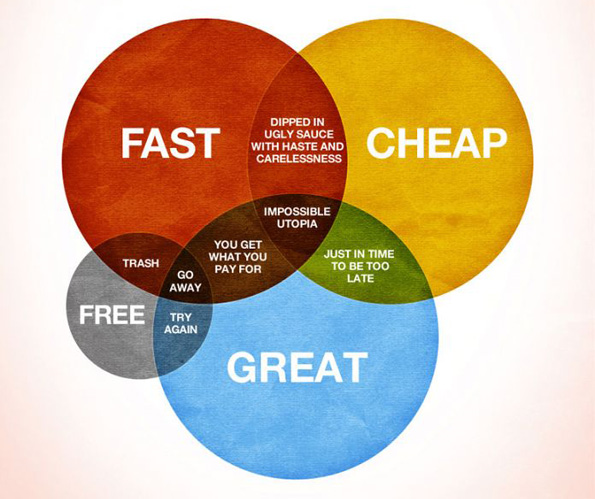 FAST
CHEAP
DIPPED IN
UGLY SAUCE
WITH HASTE AND
CARELESSNESS
IMPOSSIBLE
UTOPIA
YOU GET
WHAT YOU
PAY FOR
JUST IN TIME
TO BE TOO
LATE
TRASH
GO
AWAY
FREE
TRY
AGAIN
GREAT